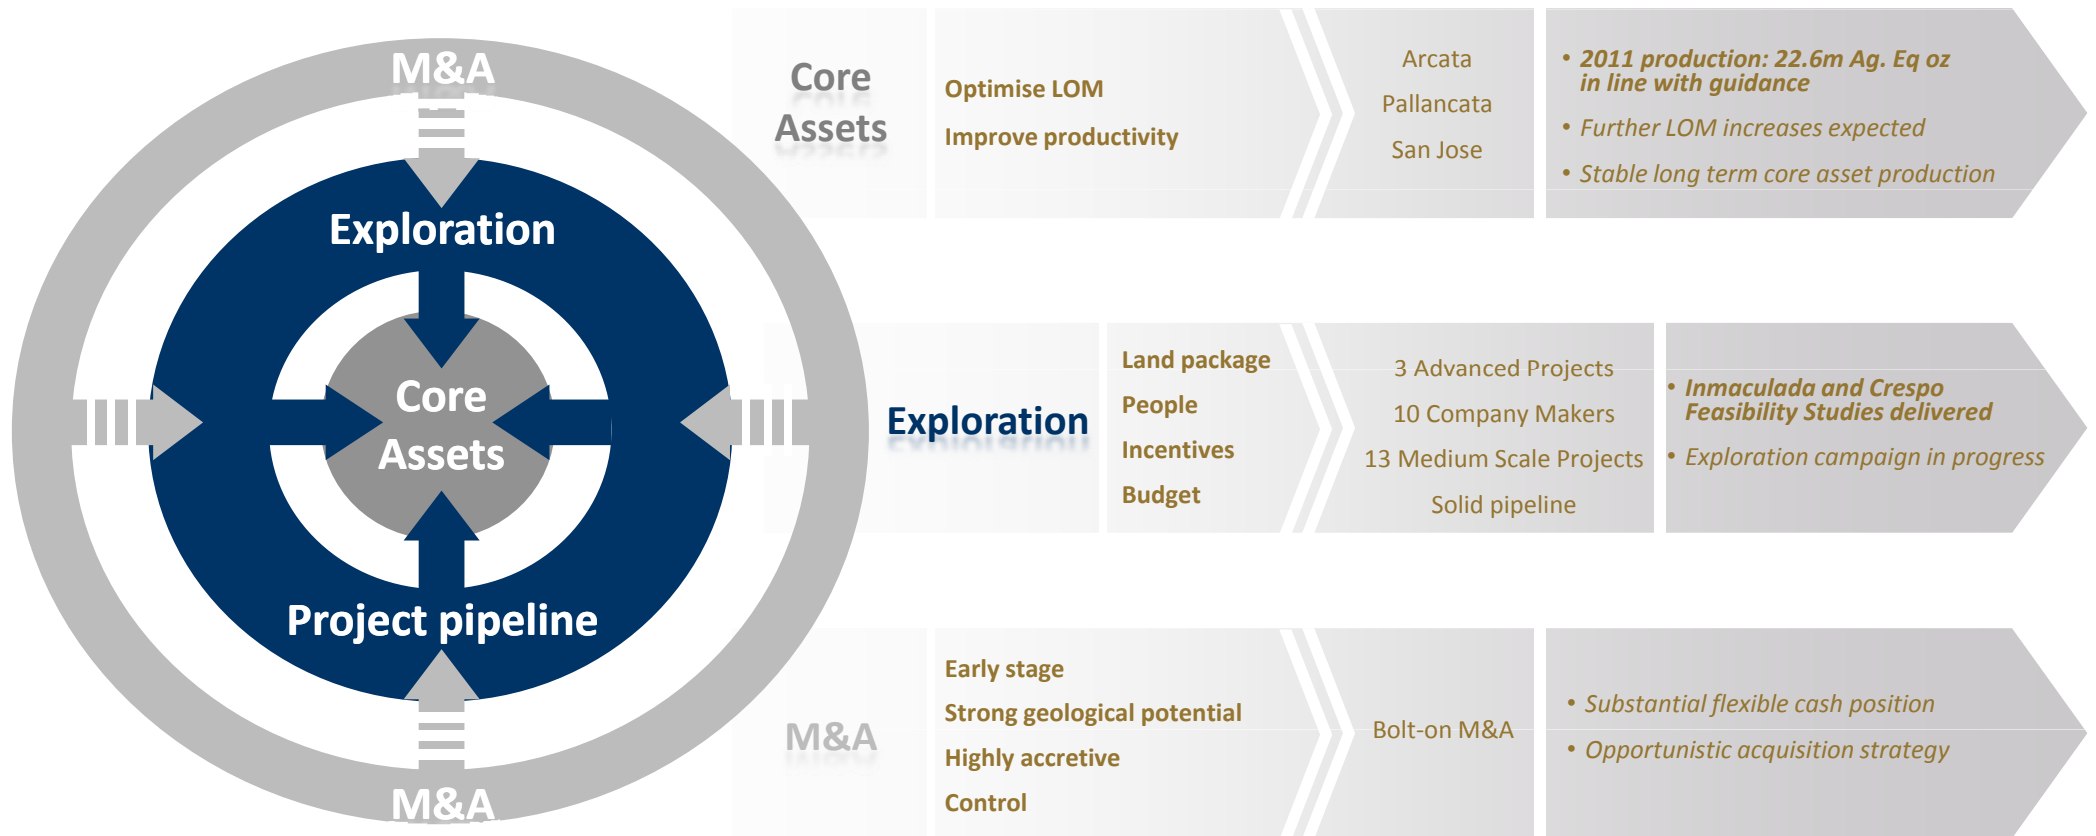 M&A
Exploration
Core
Assets
Project pipeline
M&A
Core
Assets
Optimise LOM
Improve productivity
Arcata
Pallancata
San Jose
• 2011 production: 22.6m Ag. Eq oz
in line with guidance
• Further LOM increases expected
• Stable long term core asset production
Exploration
Land package
People
Incentives
Budget
3 Advanced Projects
10 Company Makers
13 Medium Scale Projects
Solid pipeline
• Inmaculada and Crespo
Feasibility Studies delivered
• Exploration campaign in progress
M&A
Early stage
Strong geological potential
Highly accretive
Control
Bolt-on M&A
• Substantial flexible cash position
• Opportunistic acquisition strategy